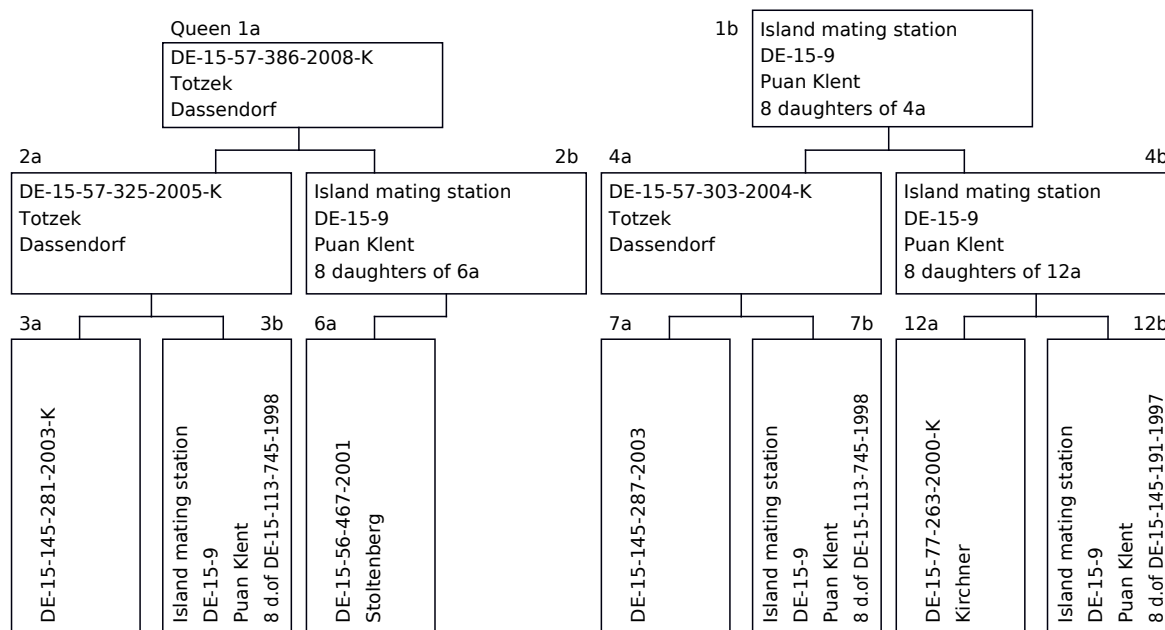 Queen 1a
DE-15-57-386-2008-K
Totzek
Dassendorf
1b
Island mating station
DE-15-9
Puan Klent
8 daughters of 4a
2a
DE-15-57-325-2005-K
Totzek
Dassendorf
2b
Island mating station
DE-15-9
Puan Klent
8 daughters of 6a
4a
DE-15-57-303-2004-K
Totzek
Dassendorf
4b
Island mating station
DE-15-9
Puan Klent
8 daughters of 12a
3a
DE-15-145-281-2003-K
3b
Island mating station
DE-15-9
Puan Klent
8 d.of DE-15-113-745-1998
6a
DE-15-56-467-2001
Stoltenberg
7a
DE-15-145-287-2003
7b
Island mating station
DE-15-9
Puan Klent
8 d.of DE-15-113-745-1998
12a
DE-15-77-263-2000-K
Kirchner
12b
Island mating station
DE-15-9
Puan Klent
8 d.of DE-15-145-191-1997